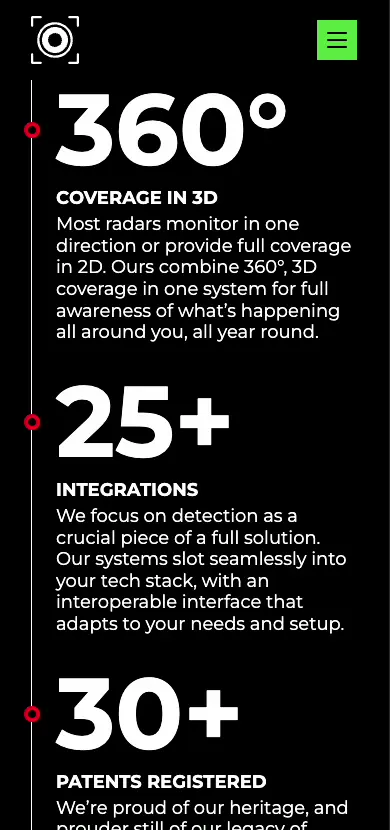 360°
COVERAGE IN 3D
Most radars monitor in one
direction or provide full coverage
in 2D. Ours combine 360°, 3D
coverage in one system for full
awareness of what’s happening
all around you, all year round.
25+
INTEGRATIONS
We focus on detection as a
crucial piece of a full solution.
Our systems slot seamlessly into
your tech stack, with an
interoperable interface that
adapts to your needs and setup.
30+
PATENTS REGISTERED
We’re proud of our heritage, and
prouder still of our legacy of